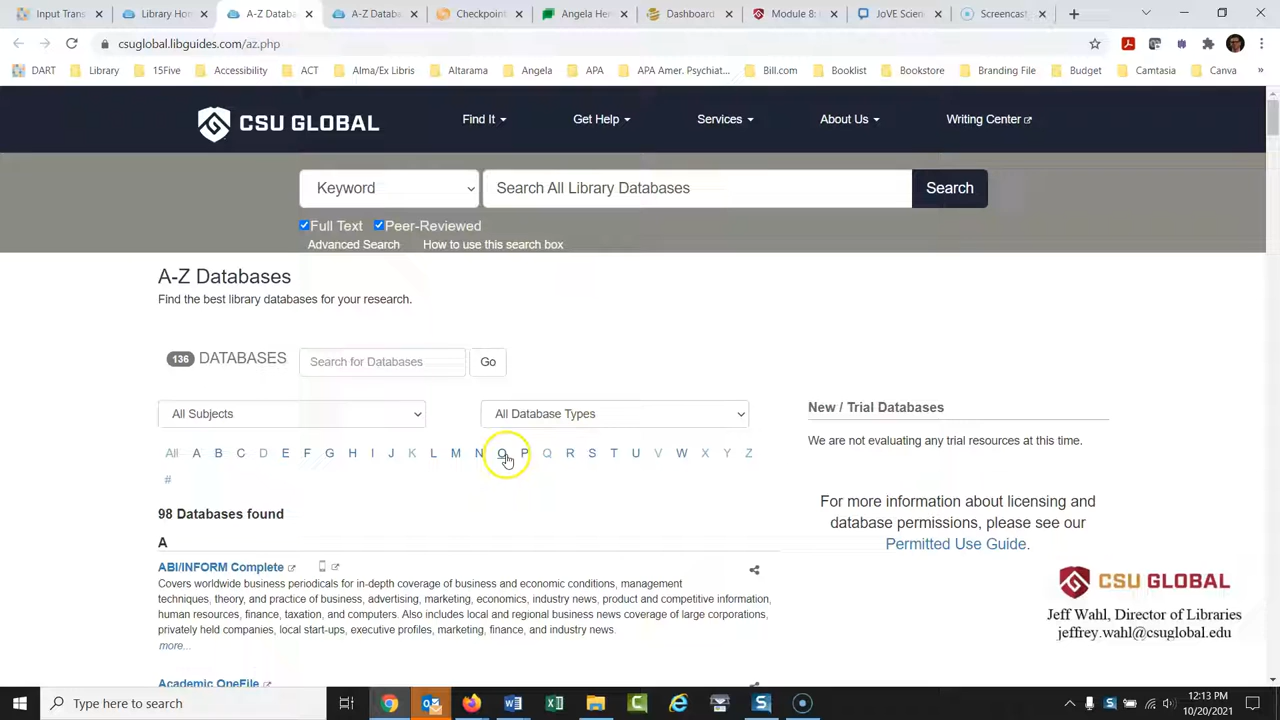 Input Trans
Library Hom
A-Z Databa
A-Z Databa
Checkpoint
Angela Her
Dashboard
Module 8: I
JoVE Scien
Screencast
csuglobal.libguides.com/az.php
DART
Library
15Five
Accessibility
ACT
Alma/Ex Libris
Altarama
Angela
APA
APA Amer. Psychiat...
Bill.com
Booklist
Bookstore
Branding File
Budget
Camtasia
Canva
»
CSU GLOBAL
Find It
Get Help
Services
About Us
Writing Center
Keyword
Search All Library Databases
Search
Full Text
Peer-Reviewed
Advanced Search
How to use this search box
A-Z Databases
Find the best library databases for your research.
136 DATABASES
Search for Databases
Go
All Subjects
All Database Types
New / Trial Databases
We are not evaluating any trial resources at this time.
All A B C D E F G H I J K L M N O P Q R S T U V W X Y Z
#
For more information about licensing and
database permissions, please see our
Permitted Use Guide.
98 Databases found
A
ABI/INFORM Complete
Covers worldwide business periodicals for in-depth coverage of business and economic conditions, management
techniques, theory, and practice of business, advertising, marketing, economics, industry news, product and competitive information,
human resources, finance, taxation, and computers. Also includes local and regional business news coverage of large corporations,
privately held companies, local start-ups, executive profiles, marketing, finance, and industry news.
more...
Academic OneFile
CSU GLOBAL
Jeff Wahl, Director of Libraries
jeffrey.wahl@csuglobal.edu
Type here to search
12:13 PM
10/20/2021